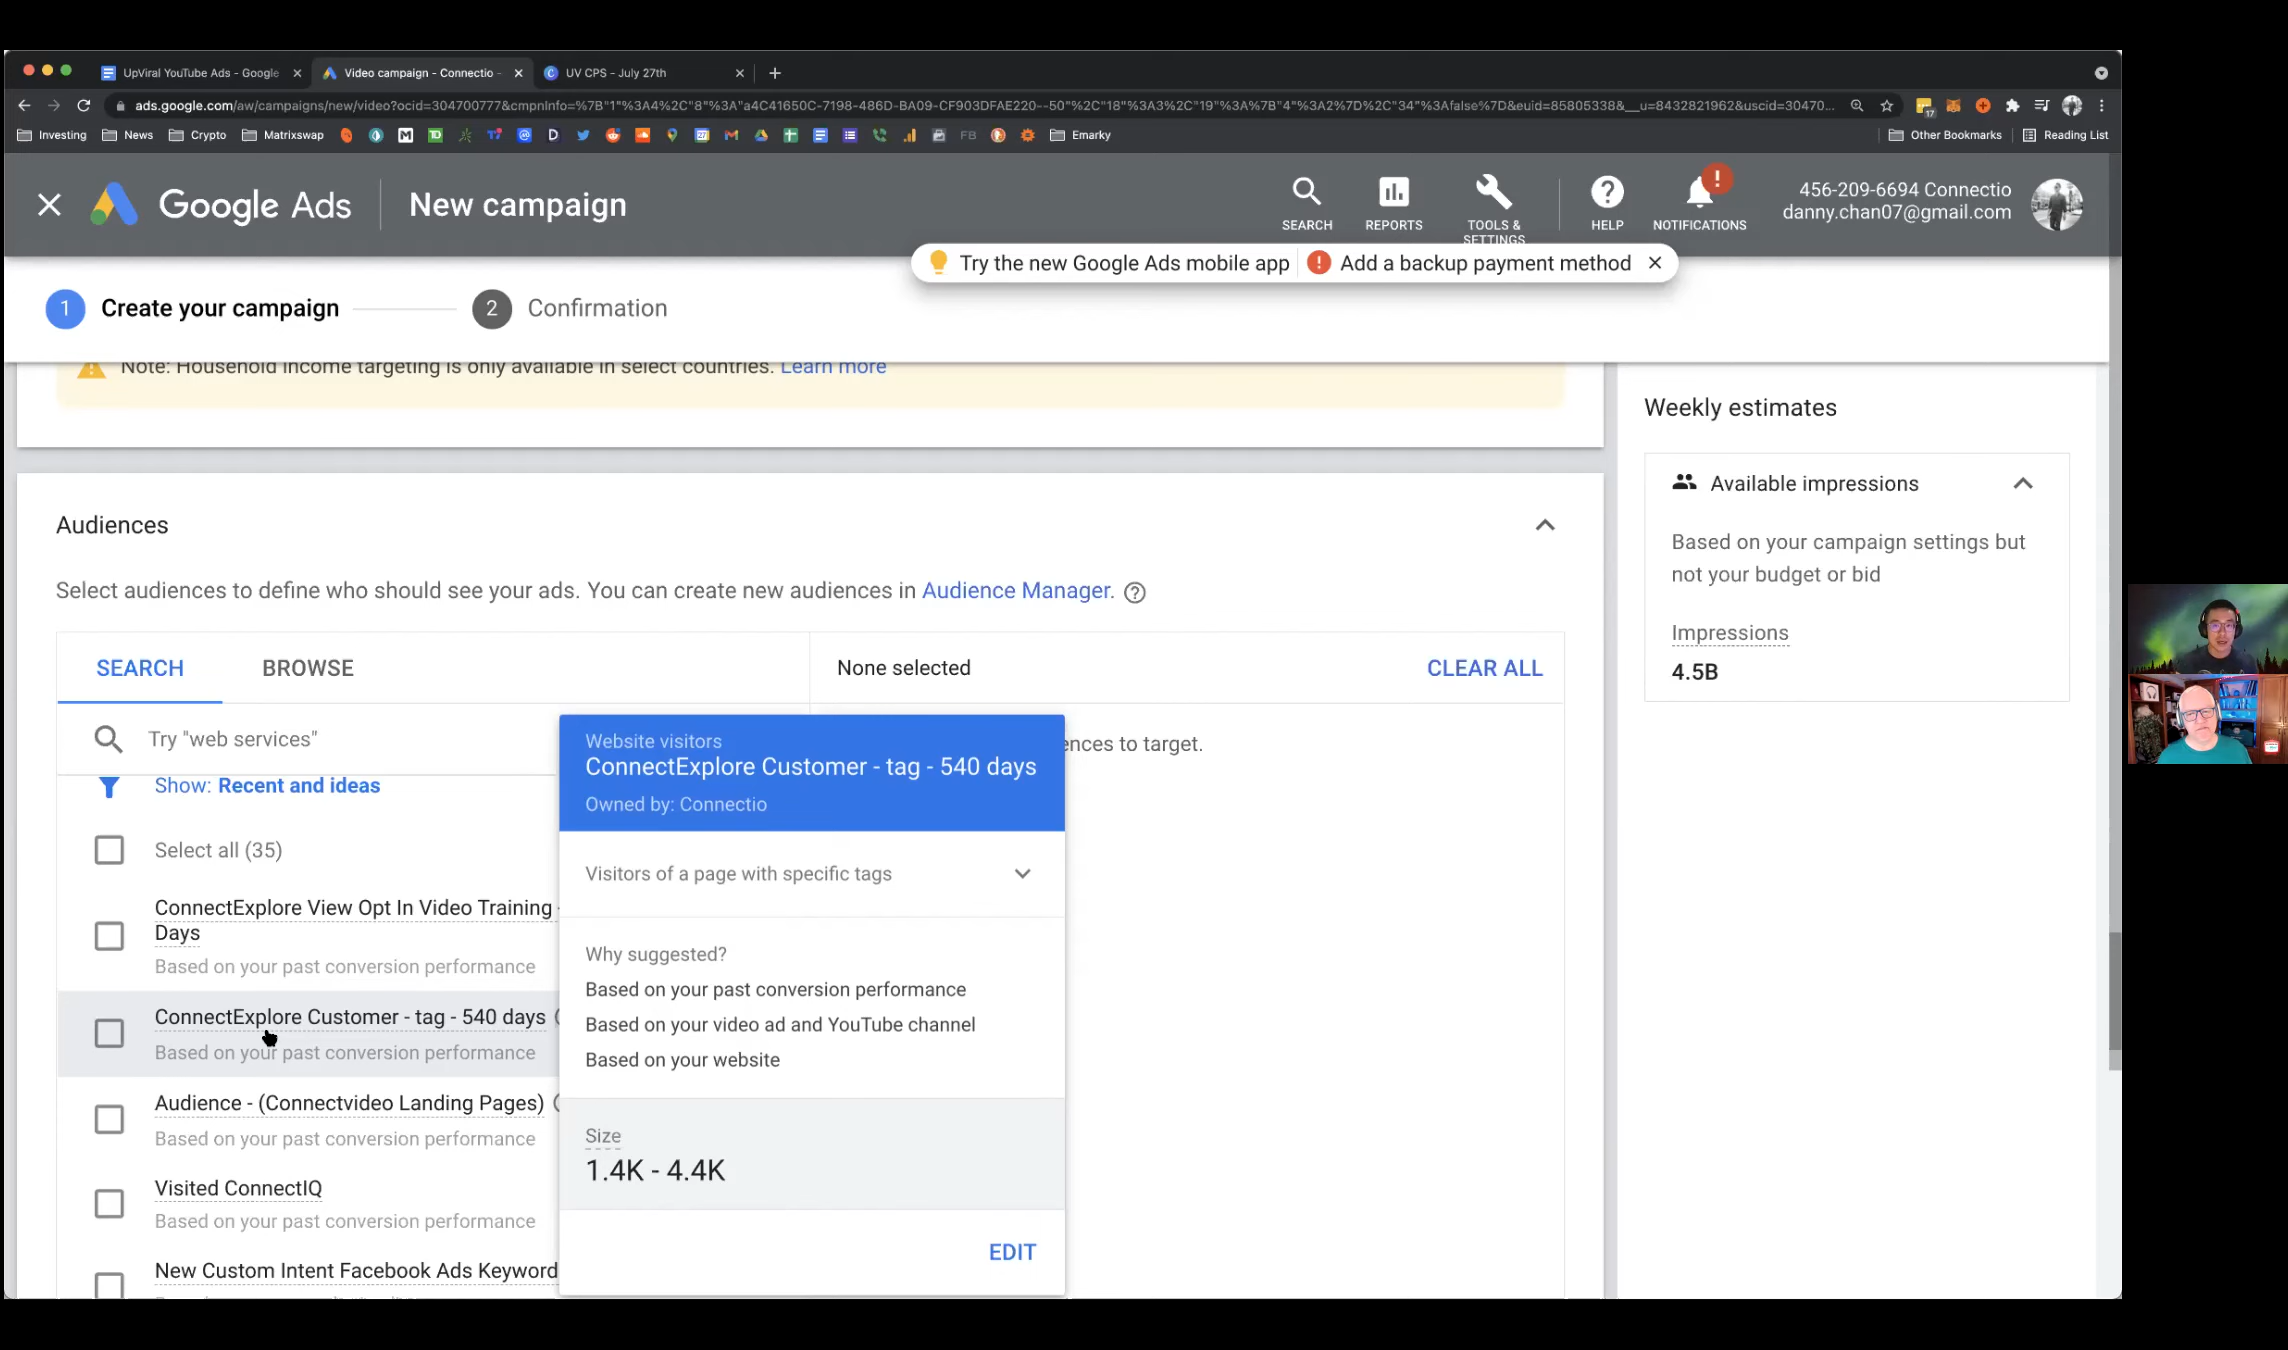 UpViral YouTube Ads - Google
Video campaign - Connectio -
UV CPS - July 27th
ads.google.com/aw/campaigns/new/video?ocid=304700777&cmpnInfo=%7B"1"%3A4%2C"8"%3A"a4C41650C-7198-486D-BA09-CF903DFAE220--50"%2C"18"%3A3%2C"19"%3A%7B"4"%3A2%7D%2C"34"%3Afalse%7D&euid=85805338&__u=8432821962&uscid=30470...
Investing
News
Crypto
Matrixswap
FB
Emarky
Other Bookmarks
Reading List
Google Ads
New campaign
SEARCH
REPORTS
TOOLS &
SETTINGS
HELP
NOTIFICATIONS
456-209-6694 Connectio
danny.chan07@gmail.com
Try the new Google Ads mobile app
Add a backup payment method
1 Create your campaign
2 Confirmation
Note: Household income targeting is only available in select countries. Learn more
Weekly estimates
Available impressions
Based on your campaign settings but
not your budget or bid
Impressions
4.5B
Audiences
Select audiences to define who should see your ads. You can create new audiences in Audience Manager.
SEARCH
BROWSE
None selected
CLEAR ALL
Try "web services"
ences to target.
Show: Recent and ideas
Select all (35)
ConnectExplore View Opt In Video Training -
Days
Based on your past conversion performance
ConnectExplore Customer - tag - 540 days
Based on your past conversion performance
Audience - (Connectvideo Landing Pages)
Based on your past conversion performance
Visited ConnectIQ
Based on your past conversion performance
New Custom Intent Facebook Ads Keyword
Website visitors
ConnectExplore Customer - tag - 540 days
Owned by: Connectio
Visitors of a page with specific tags
Why suggested?
Based on your past conversion performance
Based on your video ad and YouTube channel
Based on your website
Size
1.4K - 4.4K
EDIT